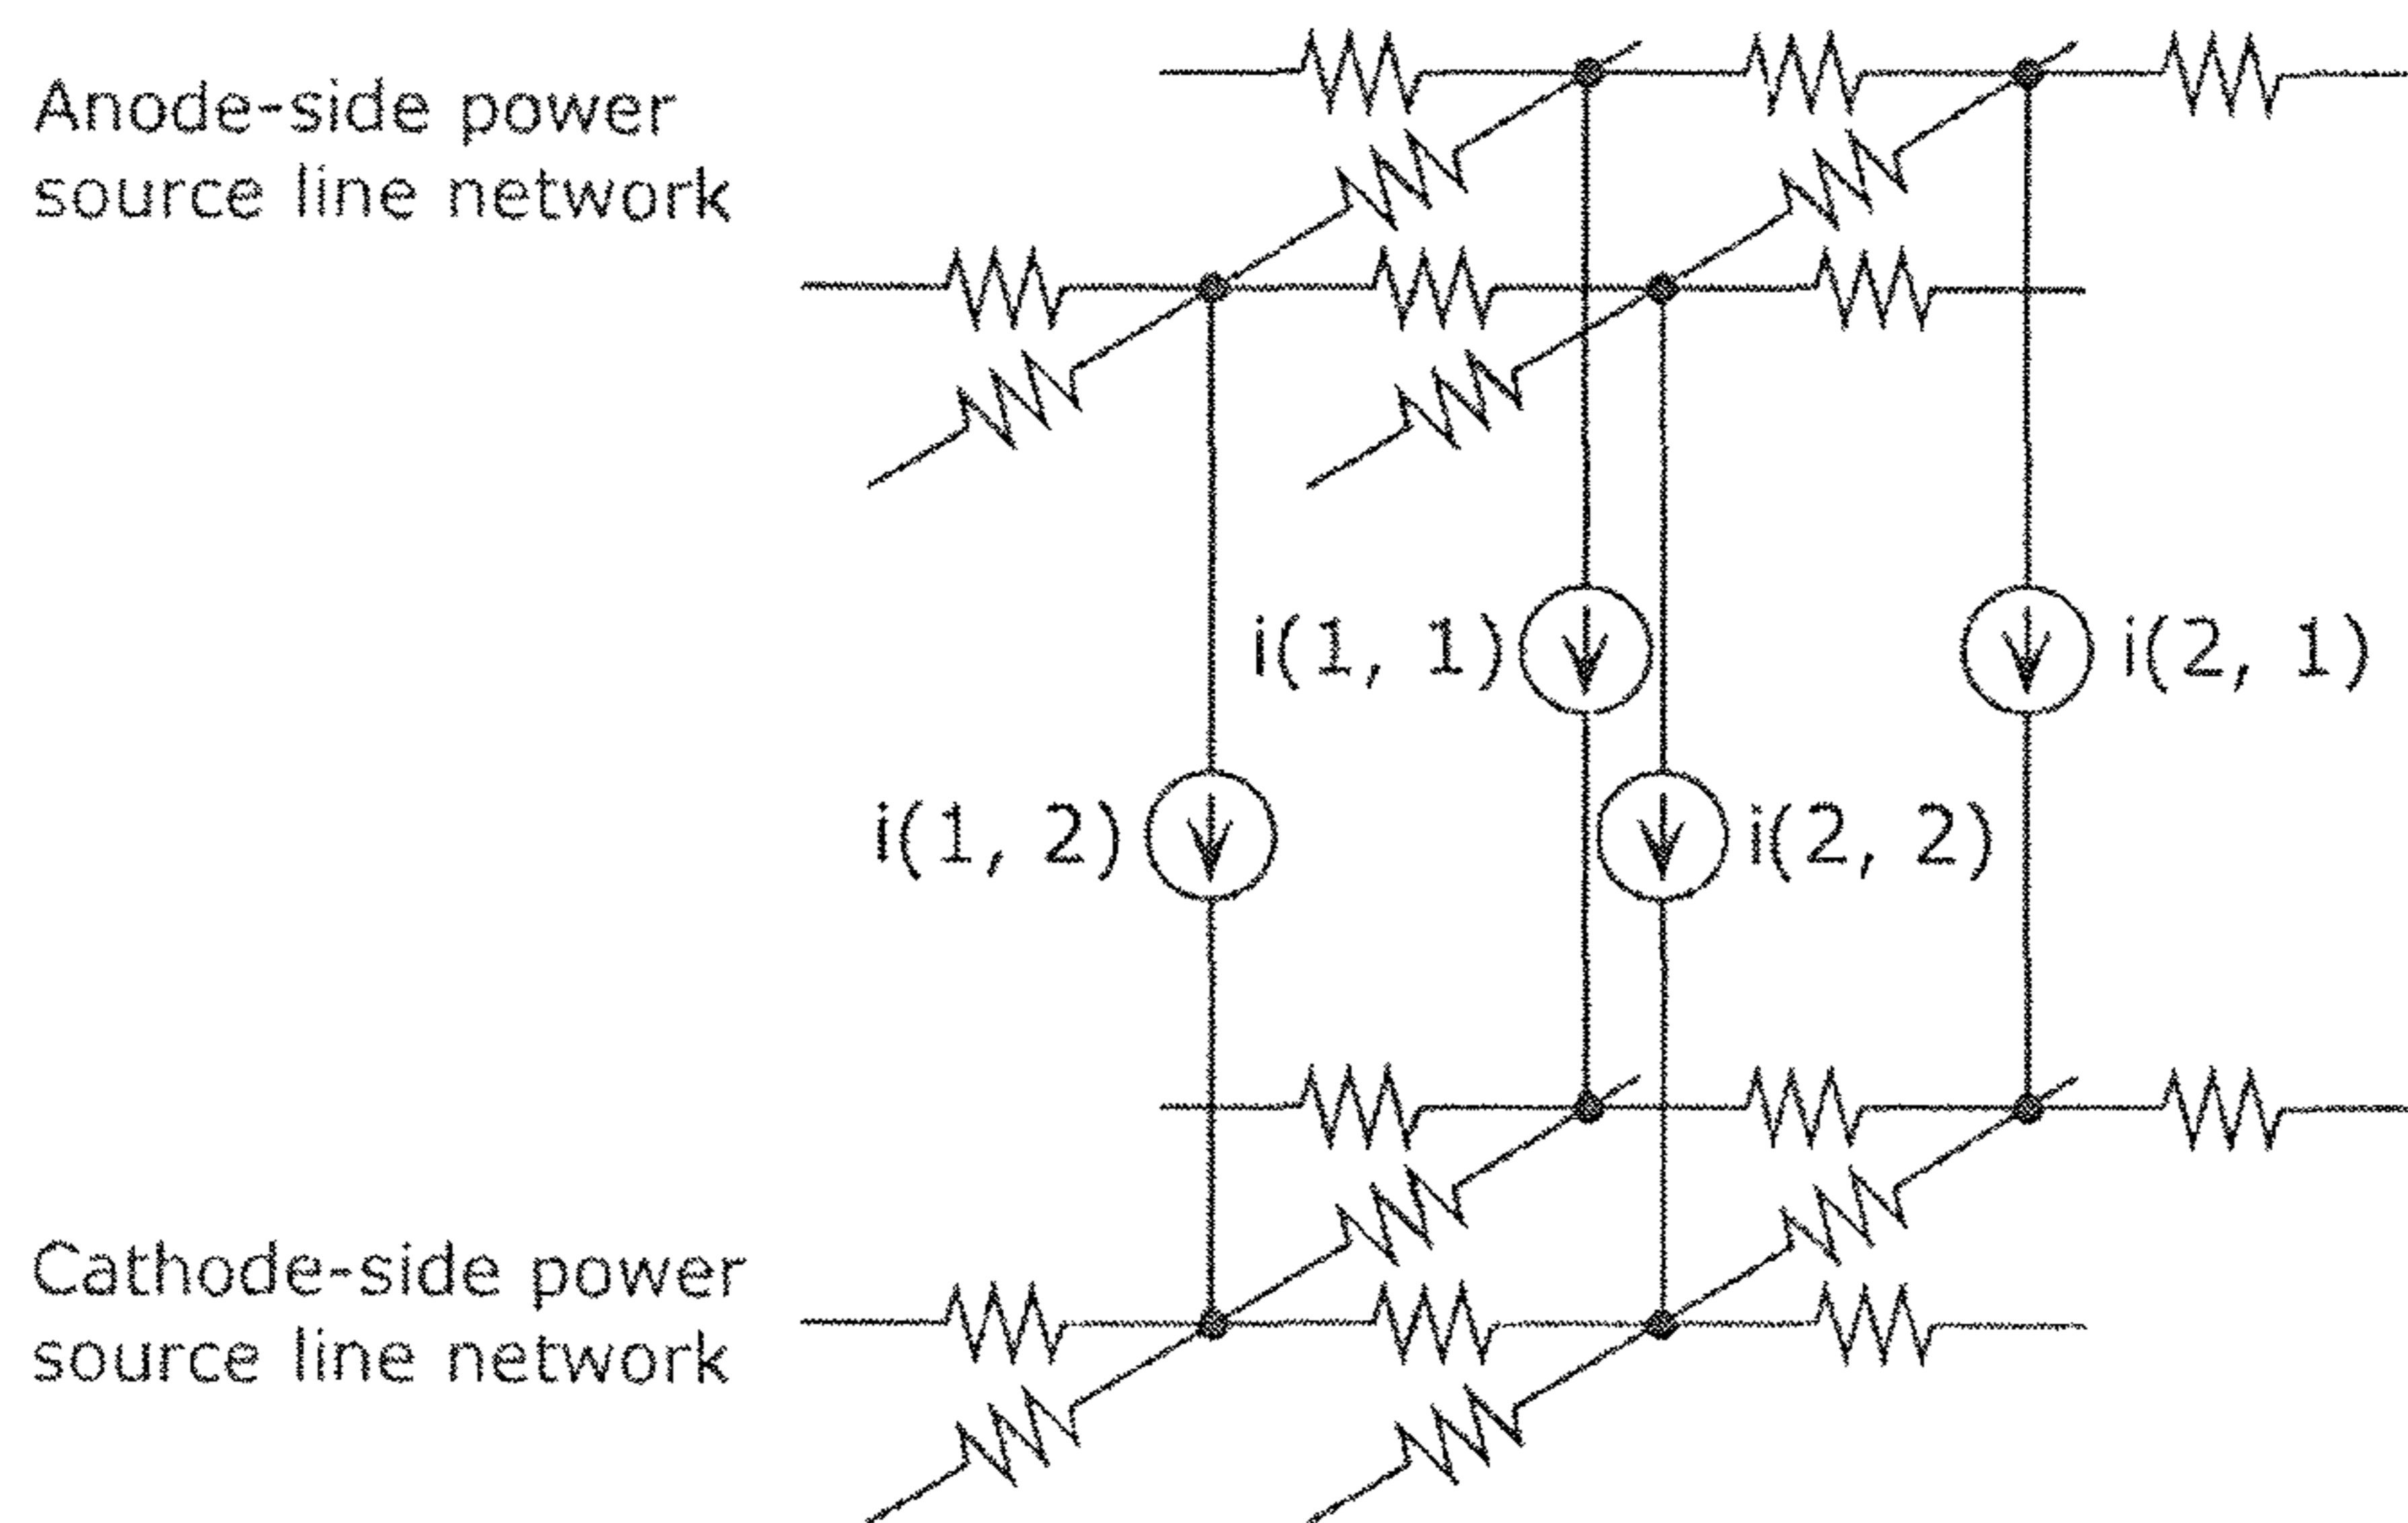 Anode-side power
source line network
i(1, 1)
i(2, 1)
i(1, 2)
i(2, 2)
Cathode-side power
source line network